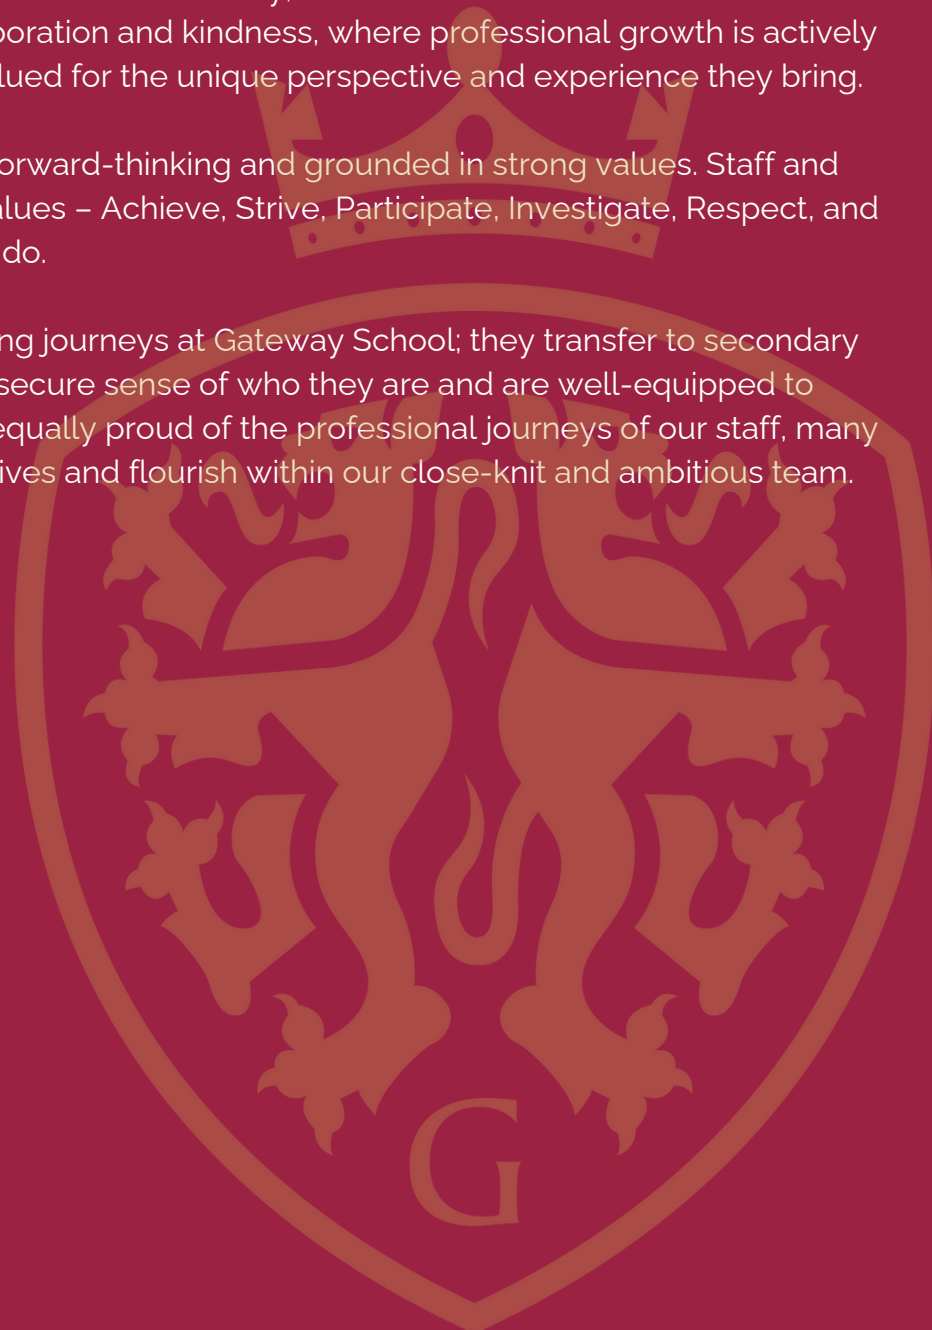 oration and kindness, where professional growth is actively
lued for the unique perspective and experience they bring.
orward-thinking and grounded in strong values. Staff and
alues – Achieve, Strive, Participate, Investigate, Respect, and
do.
ng journeys at Gateway School; they transfer to secondary
secure sense of who they are and are well-equipped to
equally proud of the professional journeys of our staff, many
ives and flourish within our close-knit and ambitious team.
G